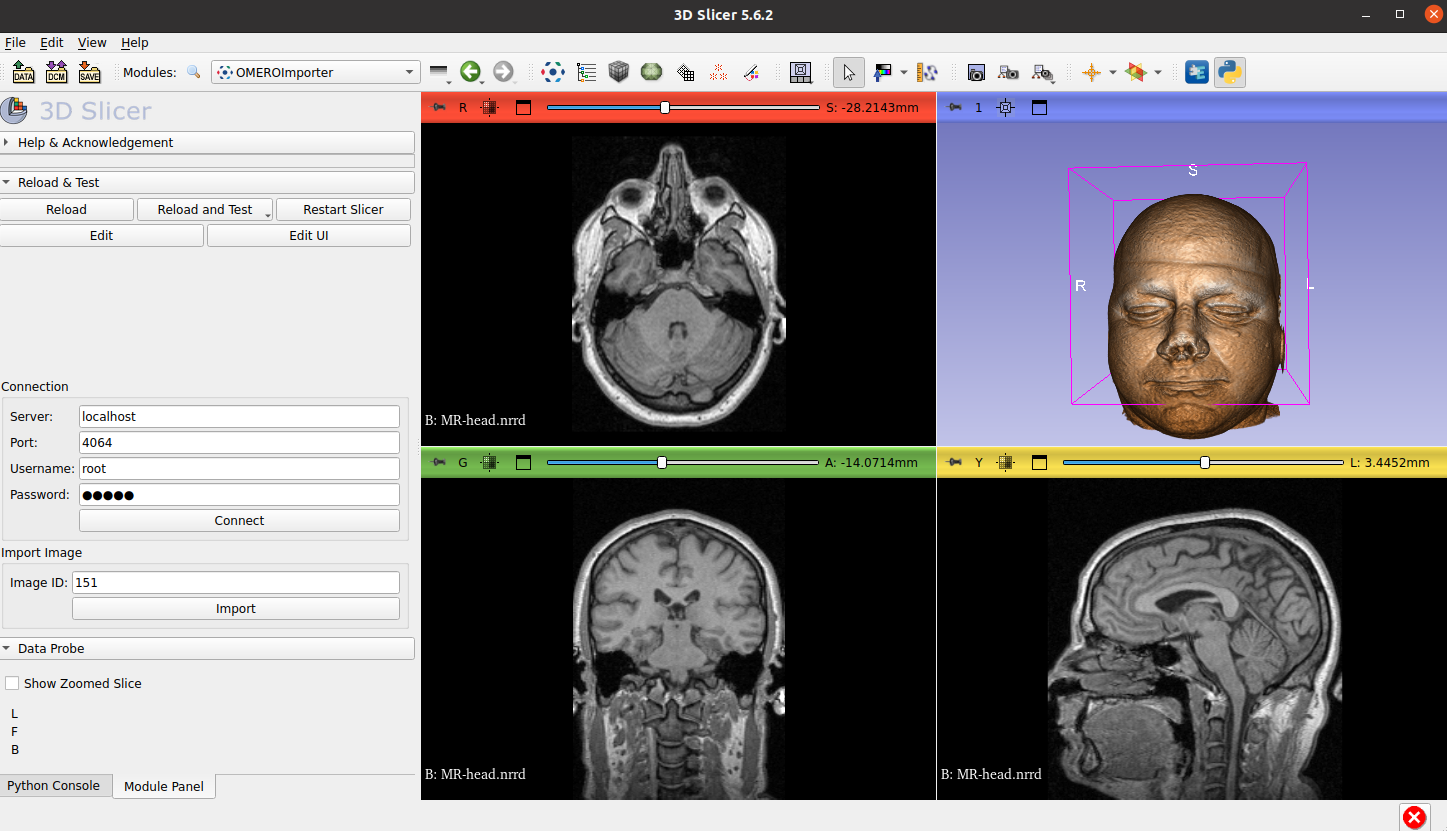 3D Slicer 5.6.2
File Edit View Help
DATA DCM SAVE Modules: OMEROImporter
3D Slicer
Help & Acknowledgement
Reload & Test
Reload Reload and Test Restart Slicer
Edit Edit UI
Connection
Server: localhost
Port: 4064
Username: root
Password: ●●●●●
Connect
Import Image
Image ID: 151
Import
Data Probe
Show Zoomed Slice
L
F
B
Python Console Module Panel
R S: -28.2143mm
B: MR-head.nrrd
1
S
R
L
G A: -14.0714mm
B: MR-head.nrrd
Y L: 3.4452mm
B: MR-head.nrrd